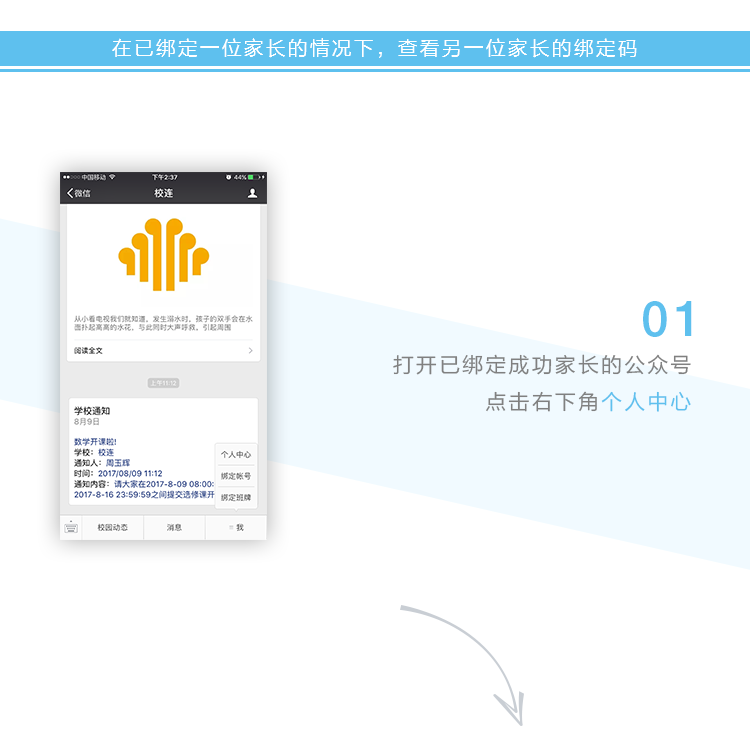 在已绑定一位家长的情况下，查看另一位家长的绑定码
中国移动 下午2:37 44%
微信 校连
从小看电视我们就知道，发生溺水时，孩子的双手会在水
面扑起高高的水花，与此同时大声呼救，引起周围
阅读全文
上午11:12
学校通知
8月9日
数学开课啦!
学校：校连
通知人：周玉辉
时间：2017/08/09 11:12
通知内容：请大家在2017-8-09 08:00:
2017-8-16 23:59:59之间提交选修课开
个人中心
绑定帐号
绑定班牌
校园动态 消息 我
01
打开已绑定成功家长的公众号
点击右下角个人中心